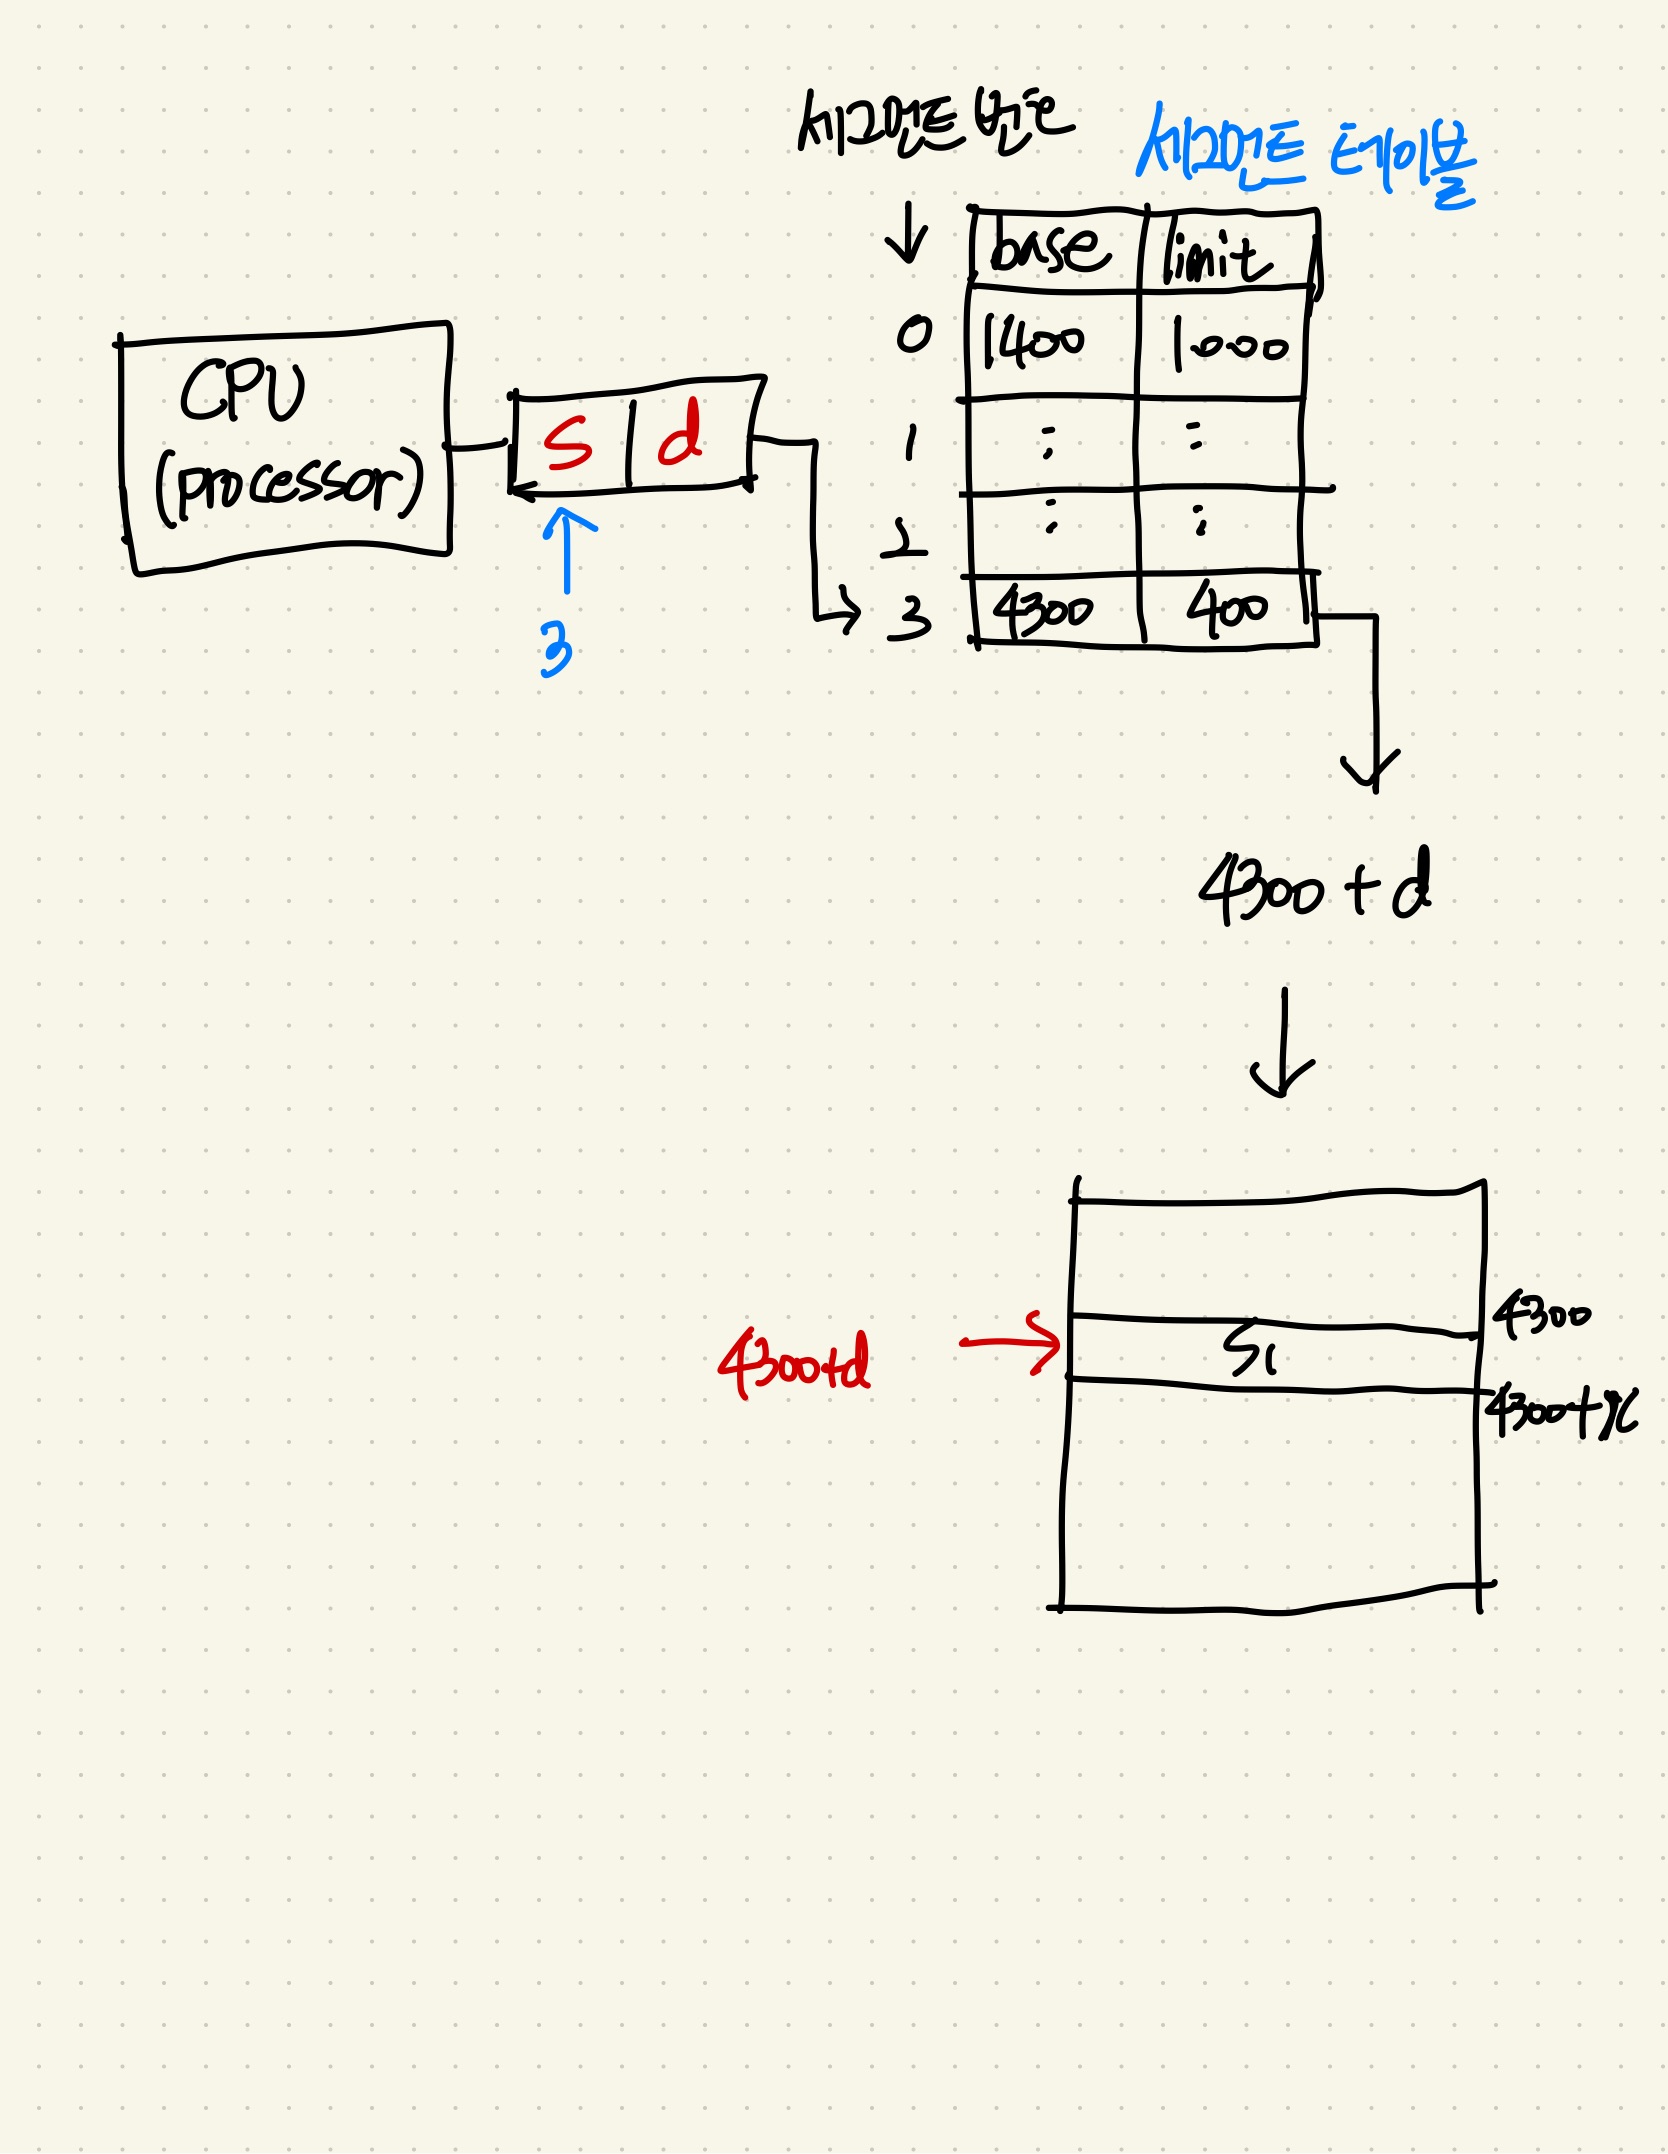 세그먼트 번호
세그먼트 테이블
base limit
0 1400 1000
CPU
(processor)
s d
1 : :
2 : :
3 4300 400
3
4300 + d
4300
4300+d
4300+